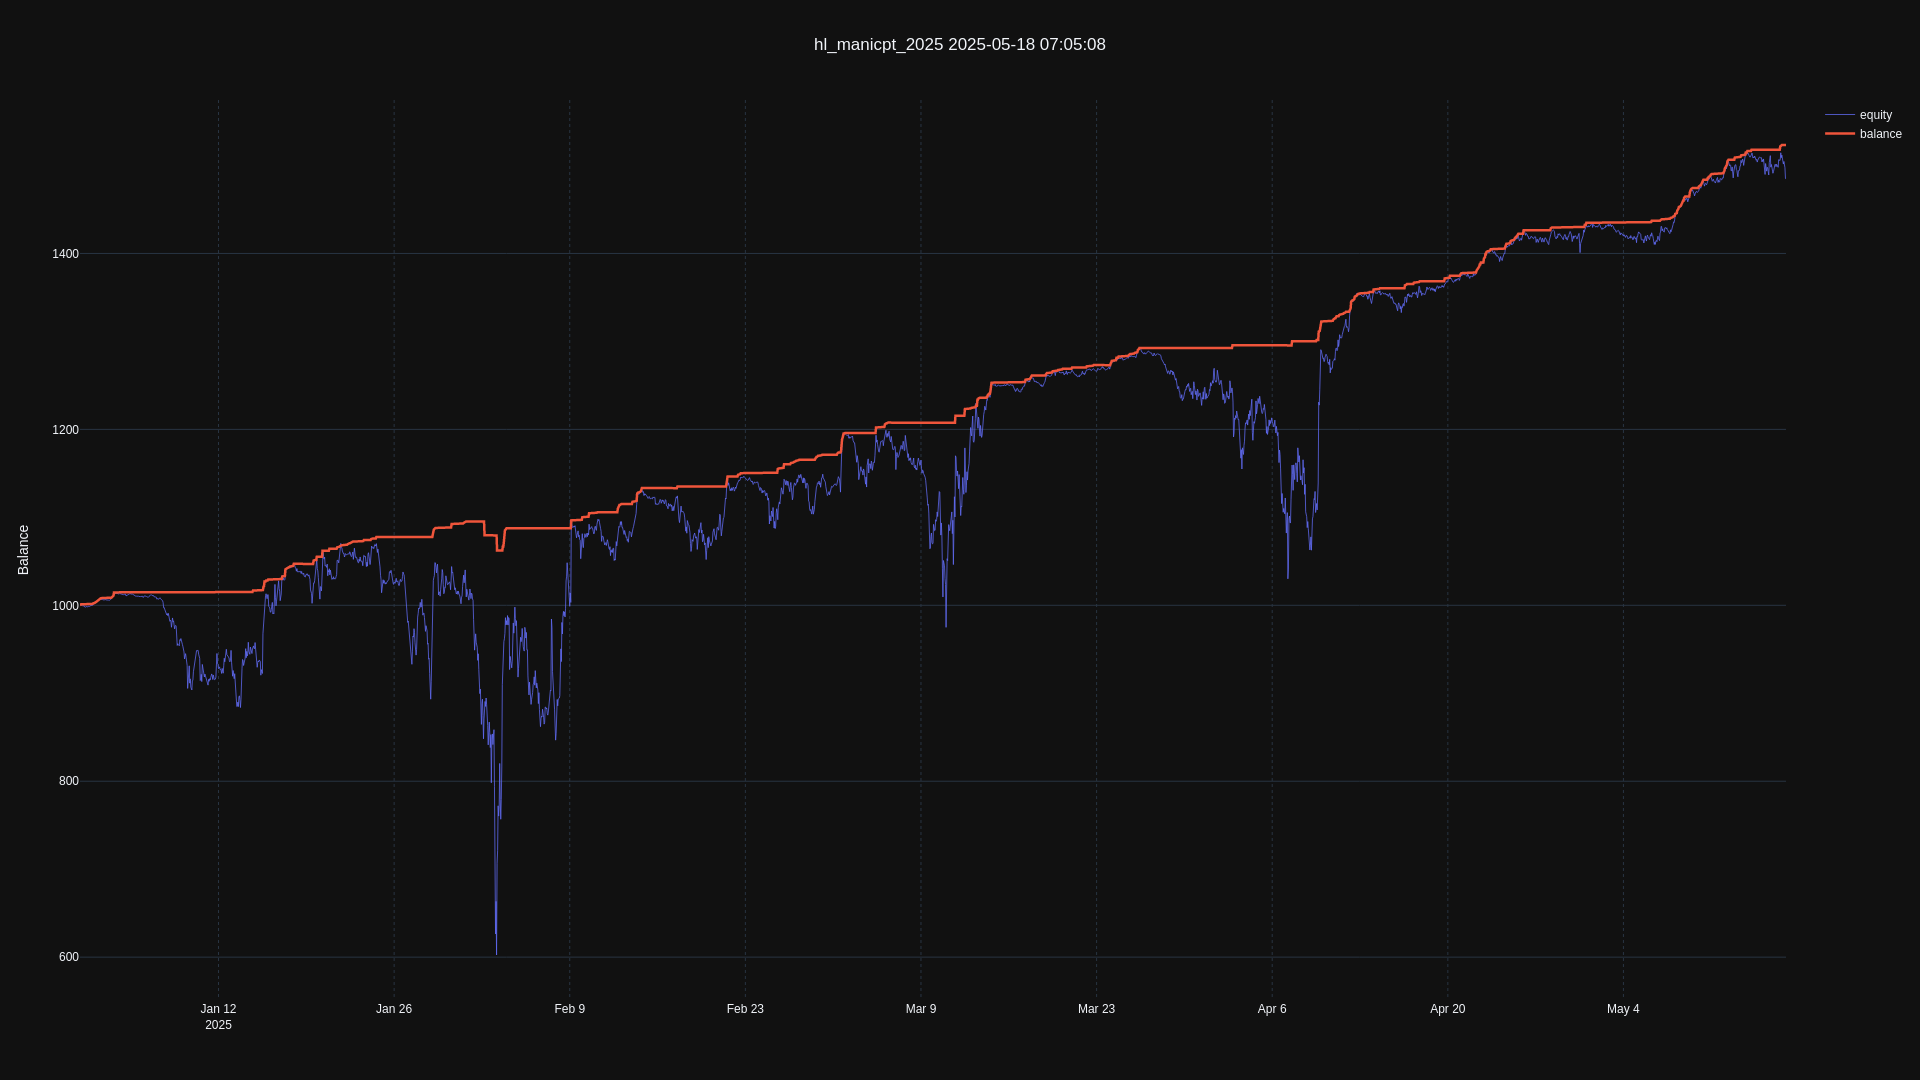 hl_manicpt_2025 2025-05-18 07:05:08
equity
balance
Balance
1400
1200
1000
800
600
Jan 12
2025
Jan 26
Feb 9
Feb 23
Mar 9
Mar 23
Apr 6
Apr 20
May 4